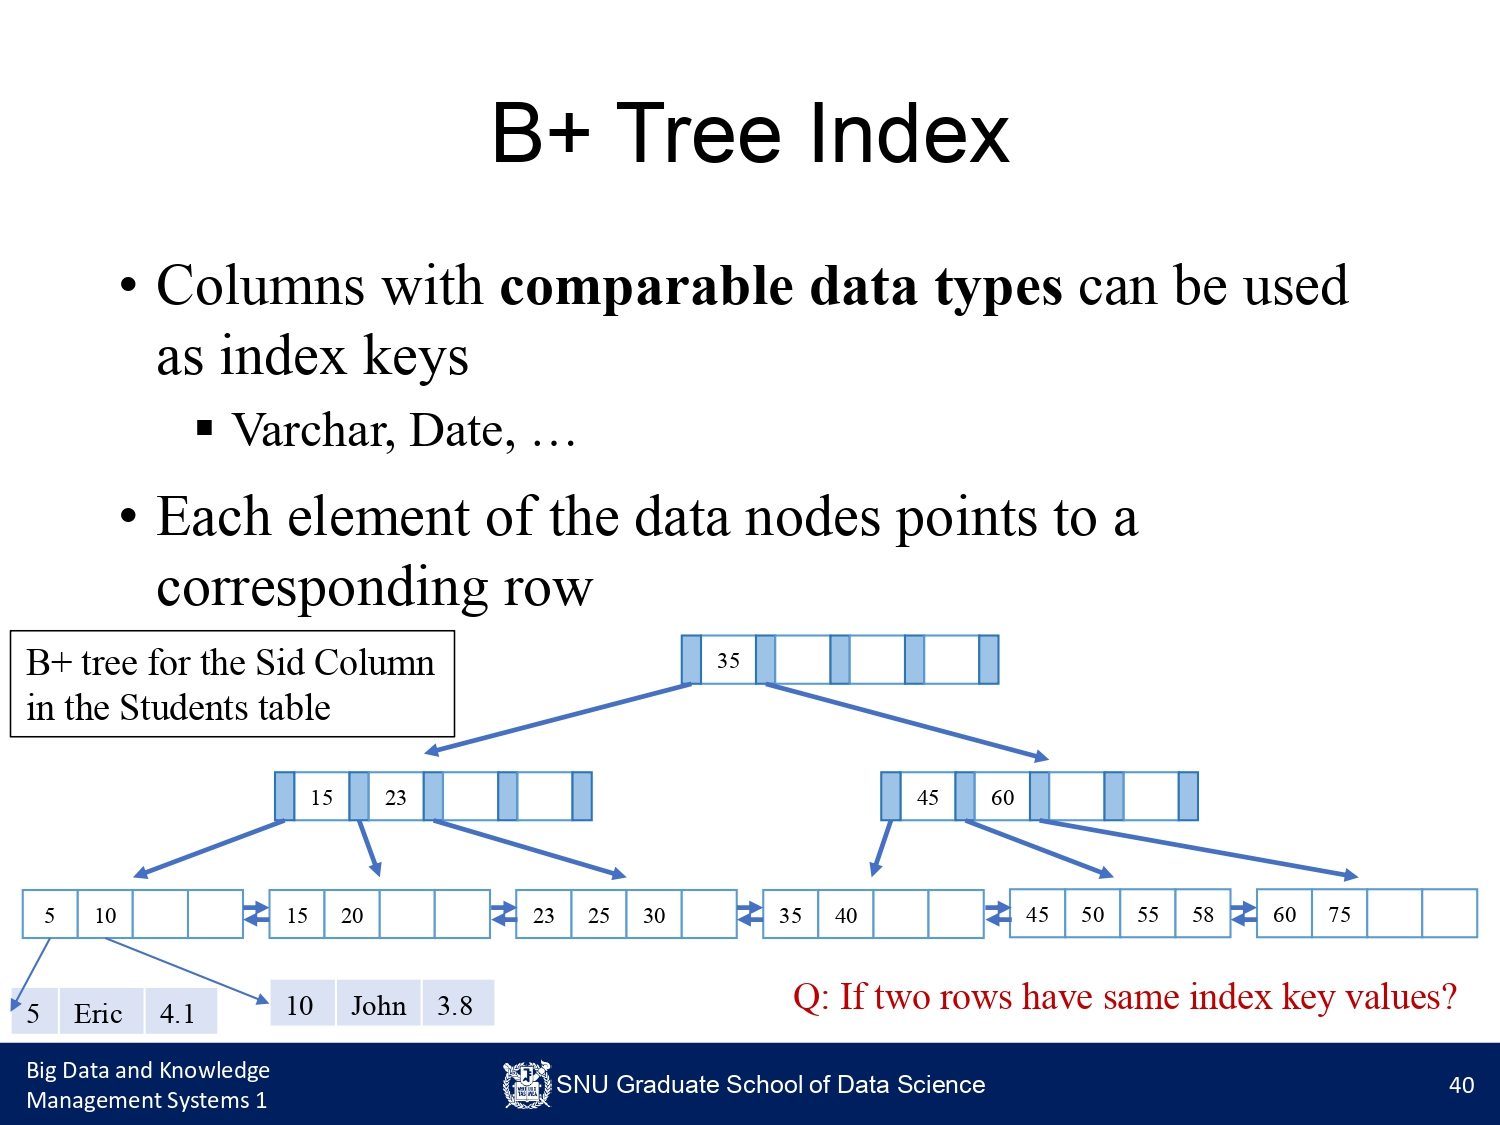 B+ Tree Index
• Columns with comparable data types can be used
as index keys
▪ Varchar, Date, …
• Each element of the data nodes points to a
corresponding row
B+ tree for the Sid Column
in the Students table
35
15 23
45 60
5 10
15 20
23 25 30
35 40
45 50 55 58
60 75
5 Eric 4.1
10 John 3.8
Q: If two rows have same index key values?
Big Data and Knowledge
Management Systems 1
SNU Graduate School of Data Science
40